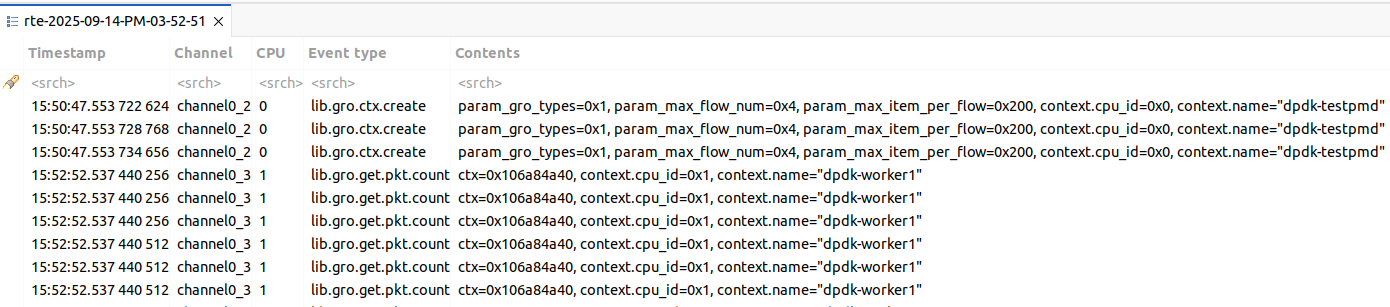 rte-2025-09-14-PM-03-52-51
Timestamp Channel CPU Event type Contents
<srch> <srch> <srch> <srch> <srch>
15:50:47.553 722 624 channel0_2 0 lib.gro.ctx.create param_gro_types=0x1, param_max_flow_num=0x4, param_max_item_per_flow=0x200, context.cpu_id=0x0, context.name="dpdk-testpmd"
15:50:47.553 728 768 channel0_2 0 lib.gro.ctx.create param_gro_types=0x1, param_max_flow_num=0x4, param_max_item_per_flow=0x200, context.cpu_id=0x0, context.name="dpdk-testpmd"
15:50:47.553 734 656 channel0_2 0 lib.gro.ctx.create param_gro_types=0x1, param_max_flow_num=0x4, param_max_item_per_flow=0x200, context.cpu_id=0x0, context.name="dpdk-testpmd"
15:52:52.537 440 256 channel0_3 1 lib.gro.get.pkt.count ctx=0x106a84a40, context.cpu_id=0x1, context.name="dpdk-worker1"
15:52:52.537 440 256 channel0_3 1 lib.gro.get.pkt.count ctx=0x106a84a40, context.cpu_id=0x1, context.name="dpdk-worker1"
15:52:52.537 440 256 channel0_3 1 lib.gro.get.pkt.count ctx=0x106a84a40, context.cpu_id=0x1, context.name="dpdk-worker1"
15:52:52.537 440 512 channel0_3 1 lib.gro.get.pkt.count ctx=0x106a84a40, context.cpu_id=0x1, context.name="dpdk-worker1"
15:52:52.537 440 512 channel0_3 1 lib.gro.get.pkt.count ctx=0x106a84a40, context.cpu_id=0x1, context.name="dpdk-worker1"
15:52:52.537 440 512 channel0_3 1 lib.gro.get.pkt.count ctx=0x106a84a40, context.cpu_id=0x1, context.name="dpdk-worker1"